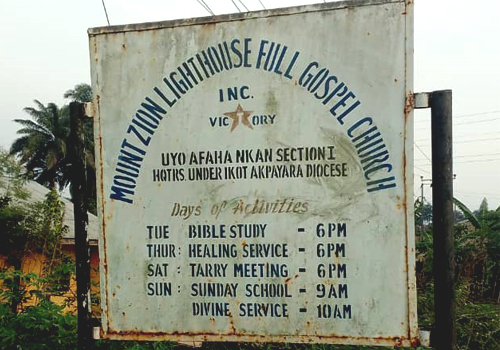 MOUNT ZION LIGHTHOUSE FULL GOSPEL CHURCH
INC.
VICTORY
UYO AFAHA NKAN SECTION I
HQTRS UNDER IKOT AKPAYARA DIOCESE
Days of Activities
TUE BIBLE STUDY - 6PM
THUR: HEALING SERVICE - 6PM
SAT: TARRY MEETING - 6PM
SUN: SUNDAY SCHOOL - 9AM
DIVINE SERVICE - 10AM